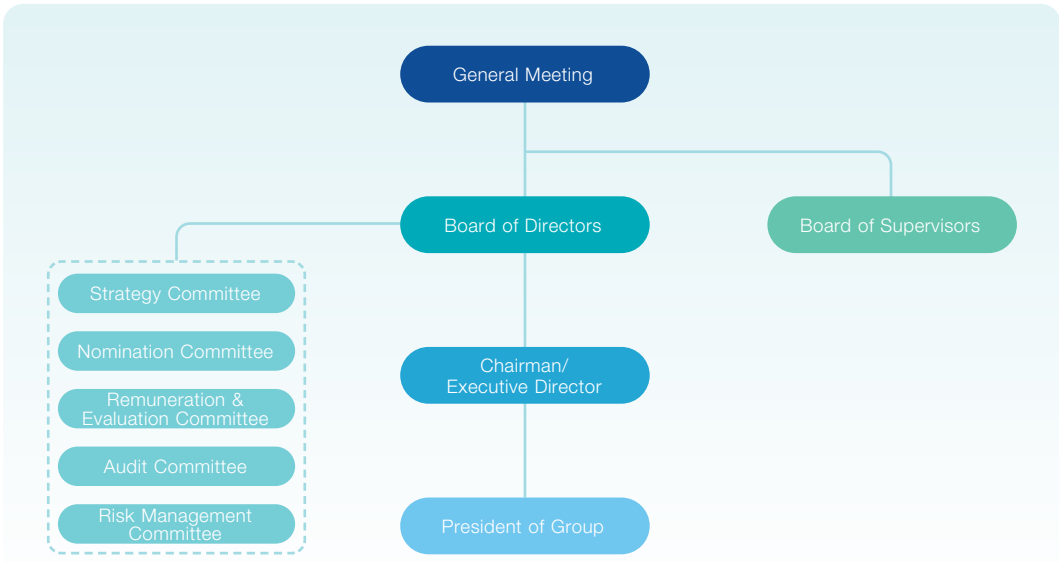 General Meeting
Board of Directors
Board of Supervisors
Strategy Committee
Nomination Committee
Remuneration &
Evaluation Committee
Audit Committee
Risk Management
Committee
Chairman/
Executive Director
President of Group